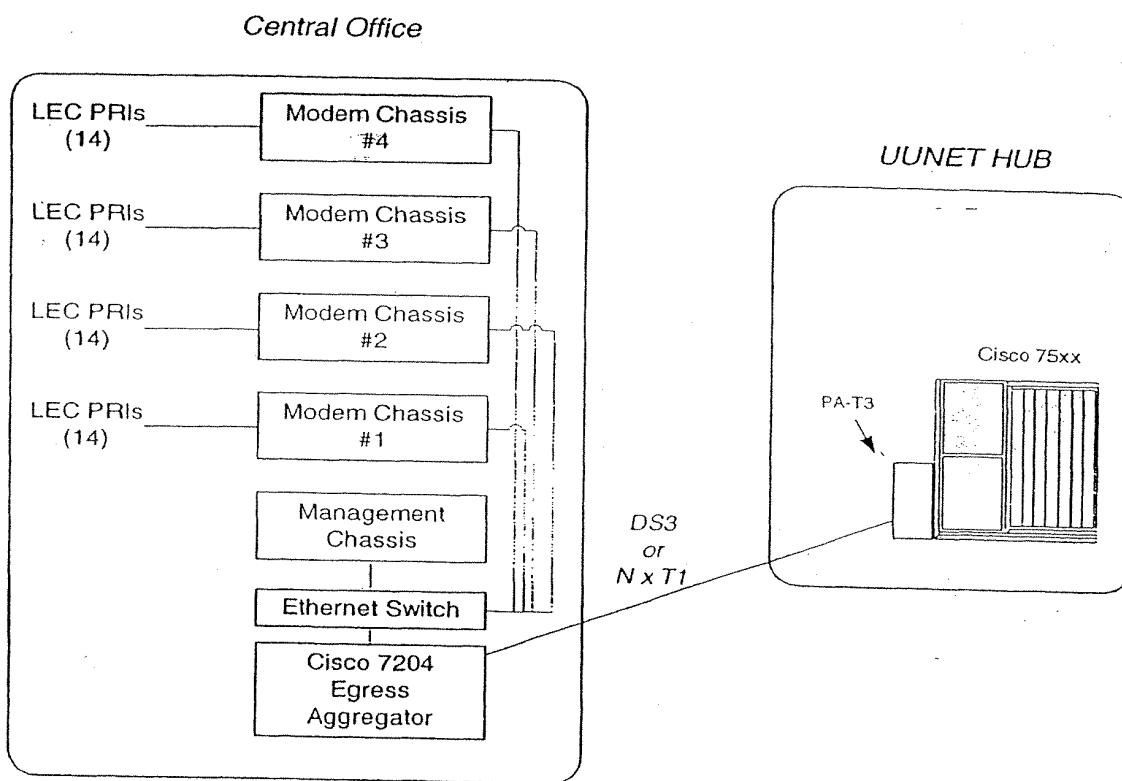 Central Office
LEC PRIs
(14)
Modem Chassis
#4
LEC PRIs
(14)
Modem Chassis
#3
LEC PRIs
(14)
Modem Chassis
#2
LEC PRIs
(14)
Modem Chassis
#1
Management
Chassis
Ethernet Switch
Cisco 7204
Egress
Aggregator
DS3
or
N x T1
UUNET HUB
Cisco 75xx
PA-T3